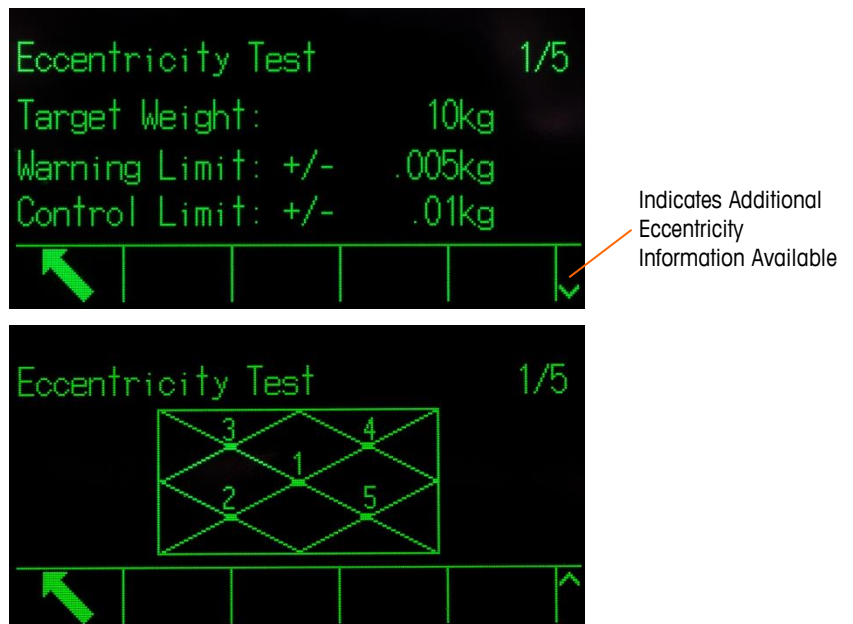 Eccentricity Test 1/5
Target Weight: 10kg
Warning Limit: +/- .005kg
Control Limit: +/- .01kg
Indicates Additional
Eccentricity
Information Available
Eccentricity Test 1/5
3 4
1
2 5